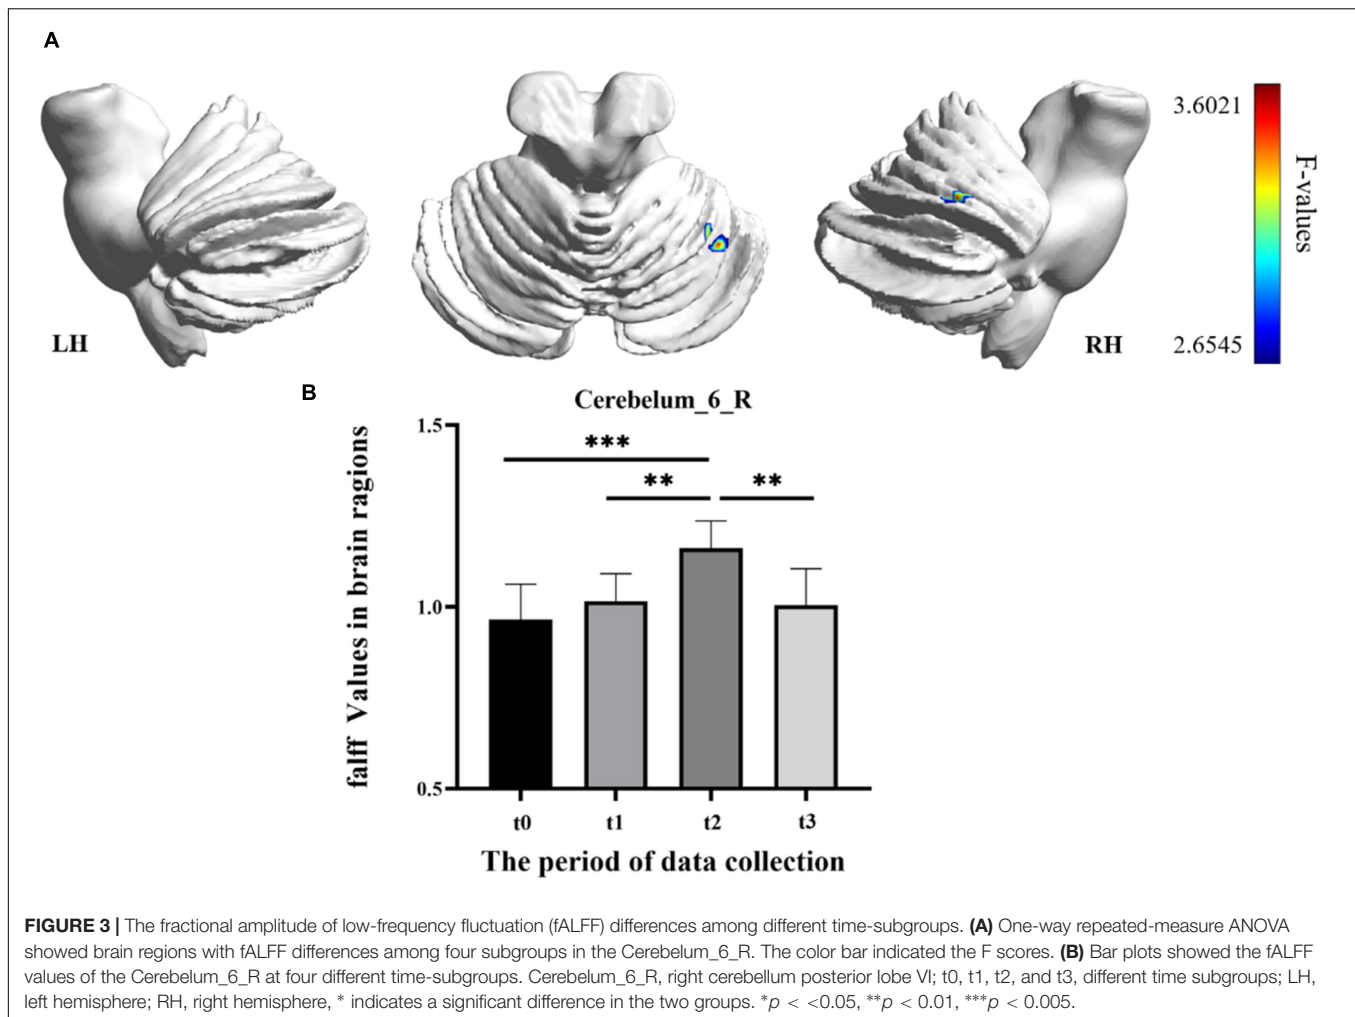 A
3.6021
F-values
2.6545
LH
RH
B
Cerebelum_6_R
1.5
1.0
0.5
falff Values in brain ragions
***
**
**
t0
t1
t2
t3
The period of data collection
FIGURE 3 | The fractional amplitude of low-frequency fluctuation (fALFF) differences among different time-subgroups. (A) One-way repeated-measure ANOVA
showed brain regions with fALFF differences among four subgroups in the Cerebelum_6_R. The color bar indicated the F scores. (B) Bar plots showed the fALFF
values of the Cerebelum_6_R at four different time-subgroups. Cerebelum_6_R, right cerebellum posterior lobe VI; t0, t1, t2, and t3, different time subgroups; LH,
left hemisphere; RH, right hemisphere, * indicates a significant difference in the two groups. *p < <0.05, **p < 0.01, ***p < 0.005.